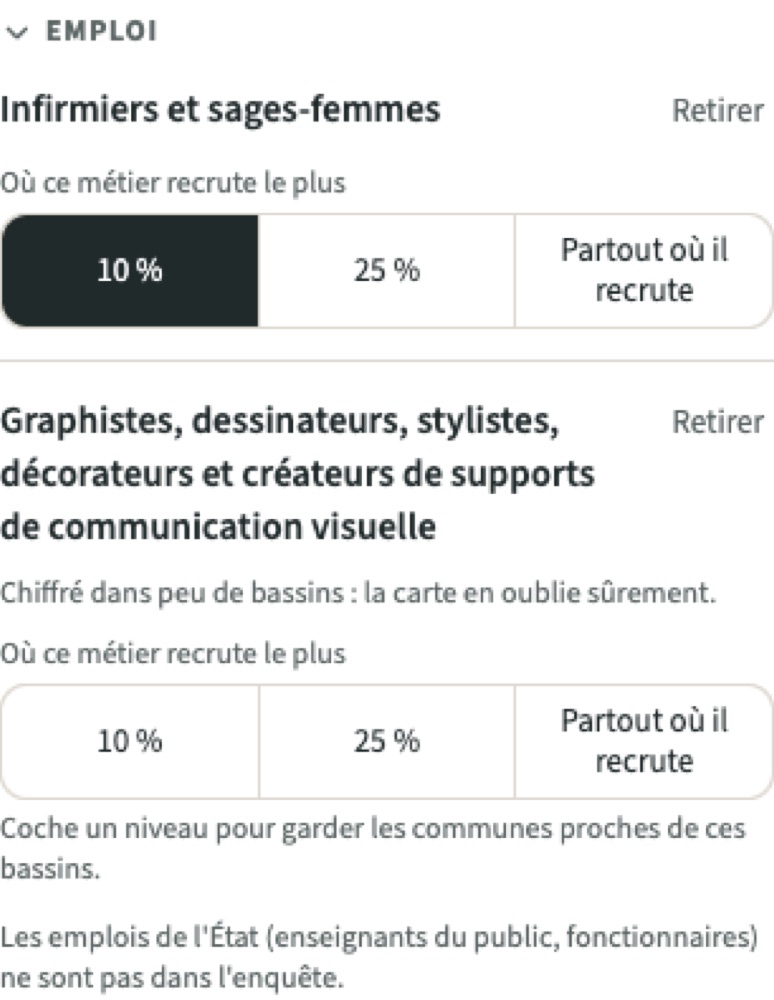 EMPLOI
Infirmiers et sages-femmes
Retirer
Où ce métier recrute le plus
10 %
25 %
Partout où il
recrute
Graphistes, dessinateurs, stylistes,
Retirer
décorateurs et créateurs de supports
de communication visuelle
Chiffré dans peu de bassins : la carte en oublie sûrement.
Où ce métier recrute le plus
10 %
25 %
Partout où il
recrute
Coche un niveau pour garder les communes proches de ces
bassins.
Les emplois de l'État (enseignants du public, fonctionnaires)
ne sont pas dans l'enquête.